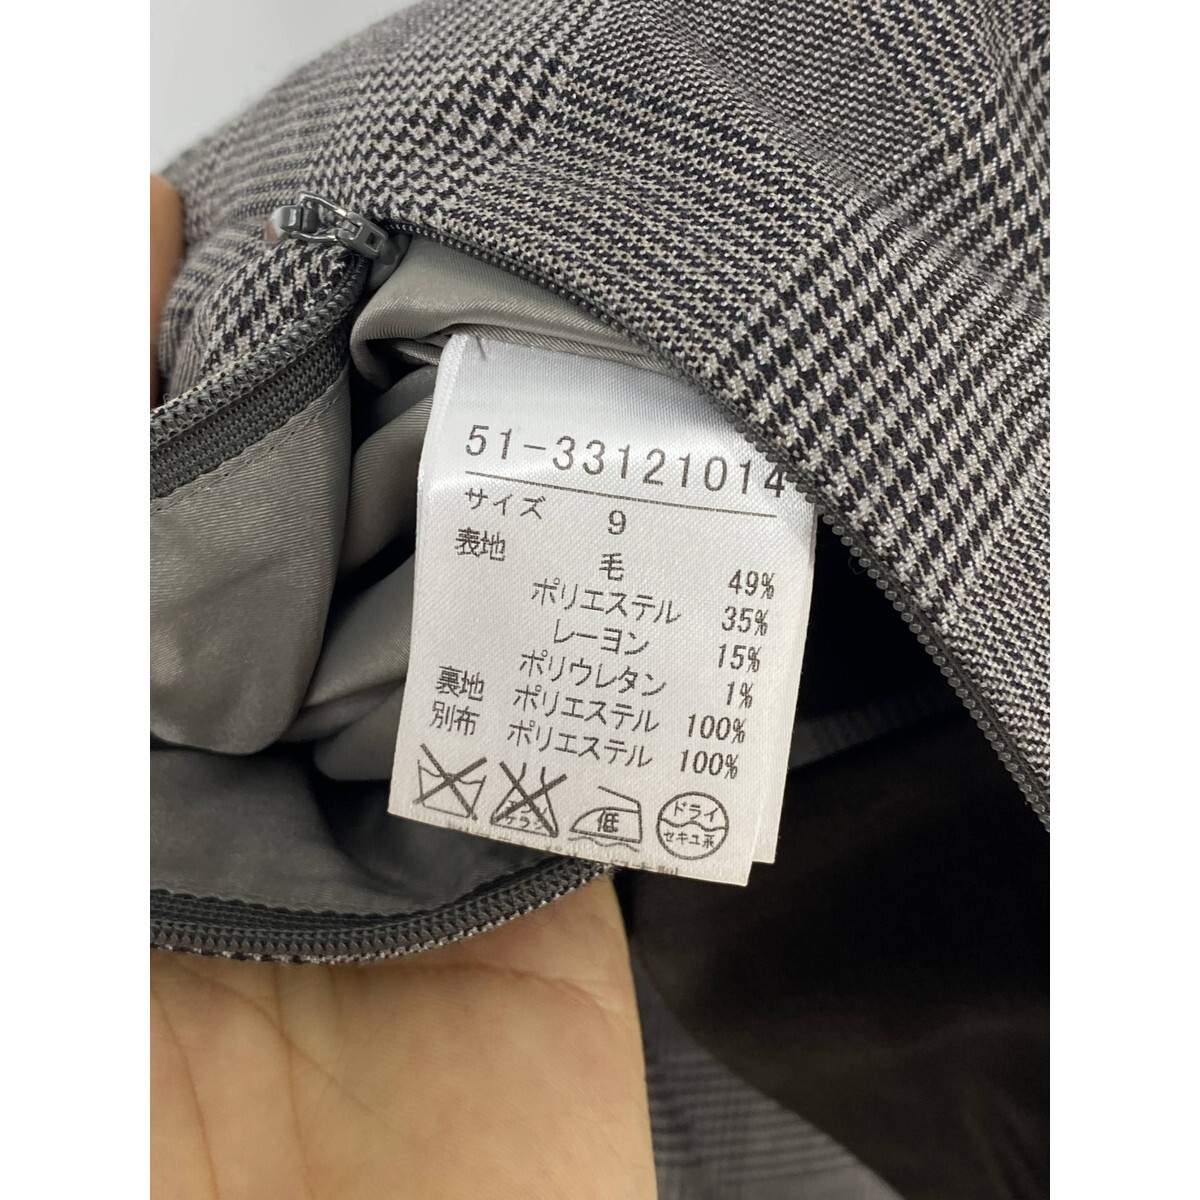 51-33121014
サイズ 9
表地 毛 49%
ポリエステル 35%
レーヨン 15%
ポリウレタン 1%
裏地 ポリエステル 100%
別布 ポリエステル 100%
低 ドライ
セキユ系